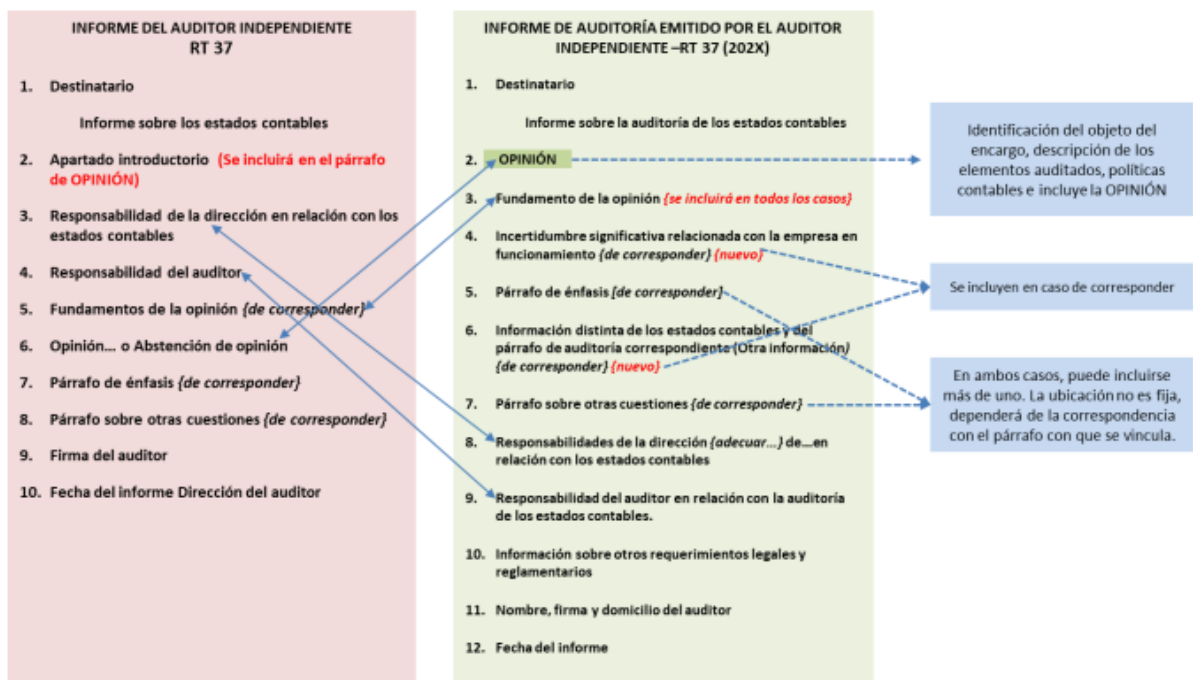 INFORME DEL AUDITOR INDEPENDIENTE
RT 37
1. Destinatario
Informe sobre los estados contables
2. Apartado introductorio (Se incluirá en el párrafo
de OPINIÓN)
3. Responsabilidad de la dirección en relación con los
estados contables
4. Responsabilidad del auditor
5. Fundamentos de la opinión {de corresponder}
6. Opinión... o Abstención de opinión
7. Párrafo de énfasis {de corresponder}
8. Párrafo sobre otras cuestiones {de corresponder}
9. Firma del auditor
10. Fecha del informe Dirección del auditor
INFORME DE AUDITORÍA EMITIDO POR EL AUDITOR
INDEPENDIENTE –RT 37 (202X)
1. Destinatario
Informe sobre la auditoría de los estados contables
2. OPINIÓN
3. Fundamento de la opinión {se incluirá en todos los casos}
4. Incertidumbre significativa relacionada con la empresa en
funcionamiento {de corresponder} {nuevo}
5. Párrafo de énfasis [de corresponder}
6. Información distinta de los estados contables y del
párrafo de auditoría correspondiente (Otra información)
{de corresponder} {nuevo}
7. Párrafo sobre otras cuestiones {de corresponder}
8. Responsabilidades de la dirección {adecuar...} de...en
relación con los estados contables
9. Responsabilidad del auditor en relación con la auditoría
de los estados contables.
10. Información sobre otros requerimientos legales y
reglamentarios
11. Nombre, firma y domicilio del auditor
12. Fecha del informe
Identificación del objeto del
encargo, descripción de los
elementos auditados, políticas
contables e incluye la OPINIÓN
Se incluyen en caso de corresponder
En ambos casos, puede incluirse
más de uno. La ubicación no es fija,
dependerá de la correspondencia
con el párrafo con que se vincula.